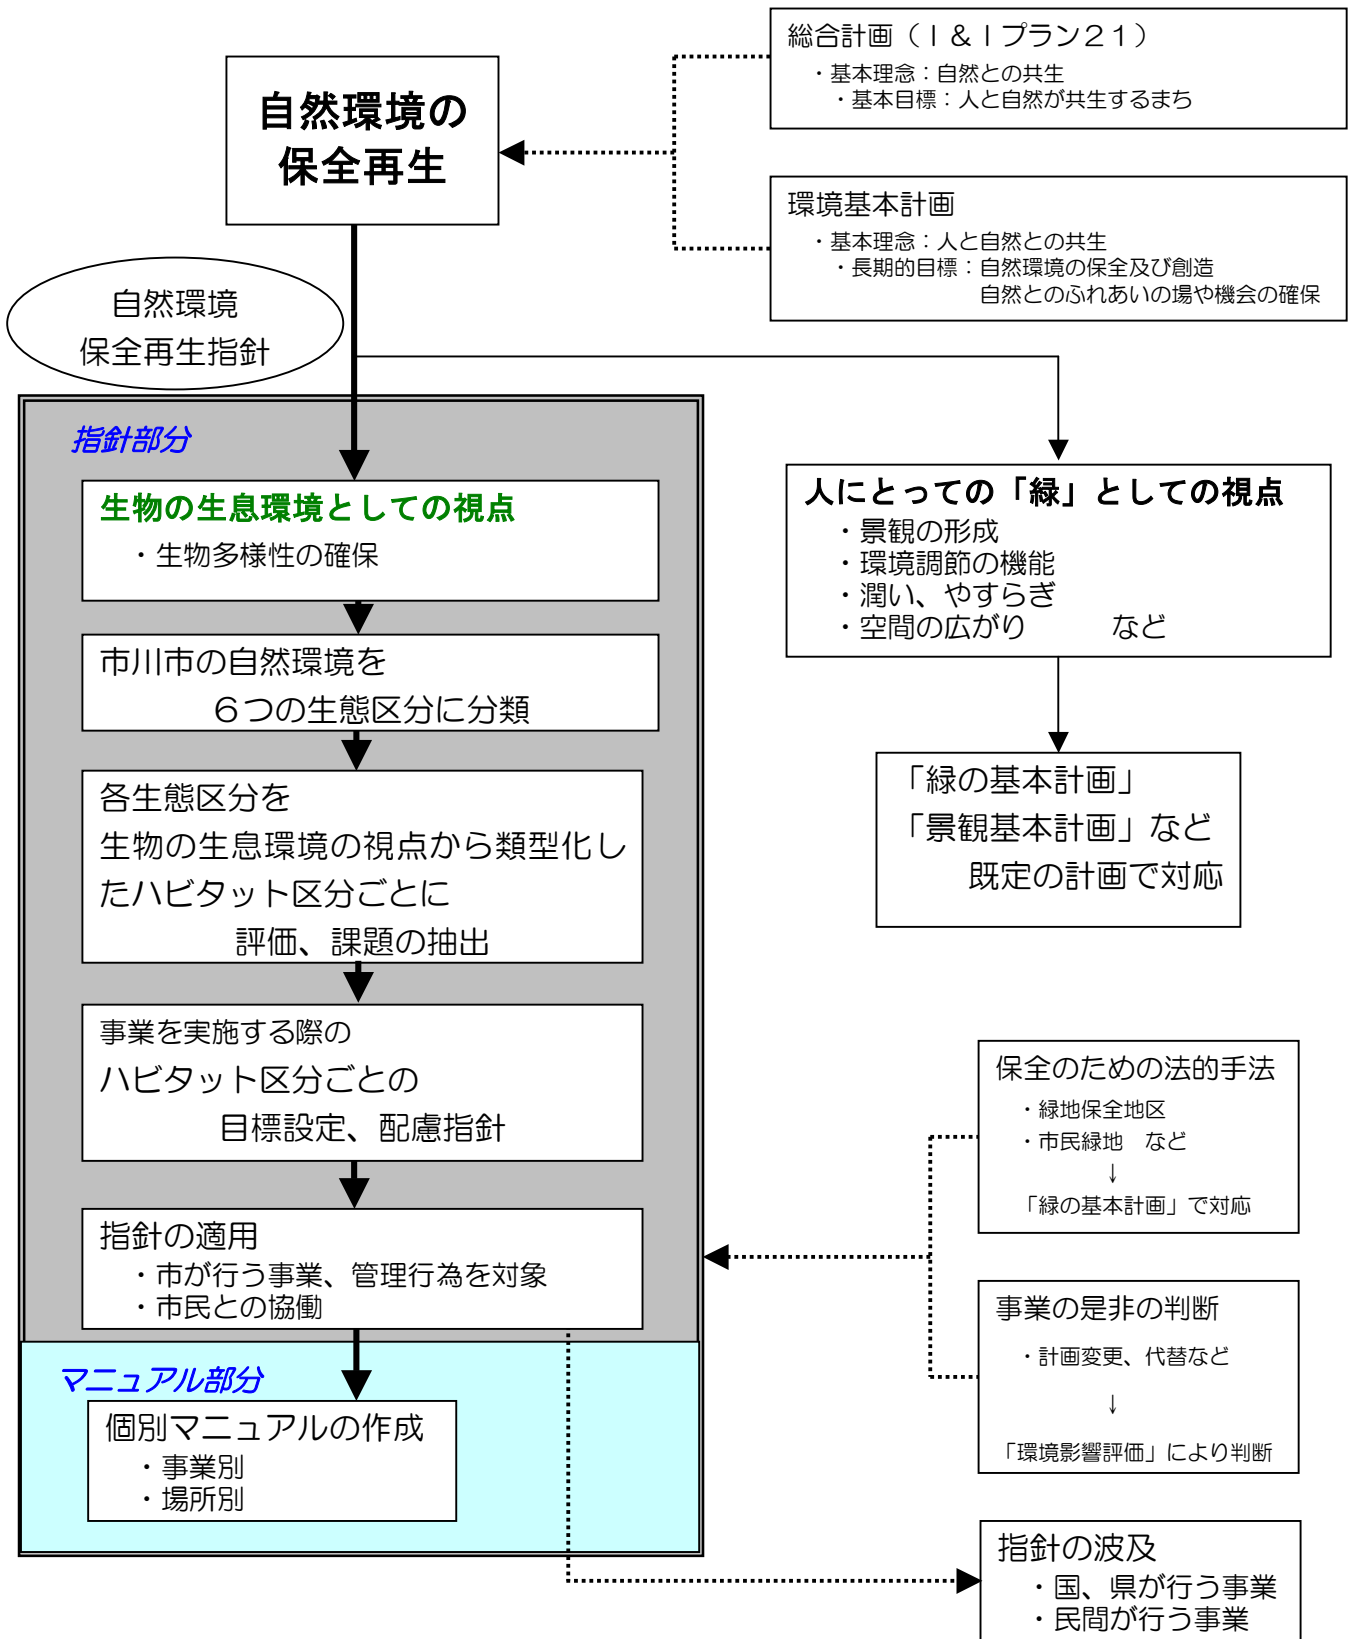 総合計画（Ｉ＆Ｉプラン２１）
・基本理念：自然との共生
・基本目標：人と自然が共生するまち
自然環境の
保全再生
環境基本計画
・基本理念：人と自然との共生
・長期的目標：自然環境の保全及び創造
自然とのふれあいの場や機会の確保
自然環境
保全再生指針
指針部分
生物の生息環境としての視点
・生物多様性の確保
市川市の自然環境を
６つの生態区分に分類
各生態区分を
生物の生息環境の視点から類型化し
たハビタット区分ごとに
評価、課題の抽出
事業を実施する際の
ハビタット区分ごとの
目標設定、配慮指針
指針の適用
・市が行う事業、管理行為を対象
・市民との協働
マニュアル部分
個別マニュアルの作成
・事業別
・場所別
人にとっての「緑」としての視点
・景観の形成
・環境調節の機能
・潤い、やすらぎ
・空間の広がり　　　など
「緑の基本計画」
「景観基本計画」など
既定の計画で対応
保全のための法的手法
・緑地保全地区
・市民緑地　など
↓
「緑の基本計画」で対応
事業の是非の判断
・計画変更、代替など
↓
「環境影響評価」により判断
指針の波及
・国、県が行う事業
・民間が行う事業